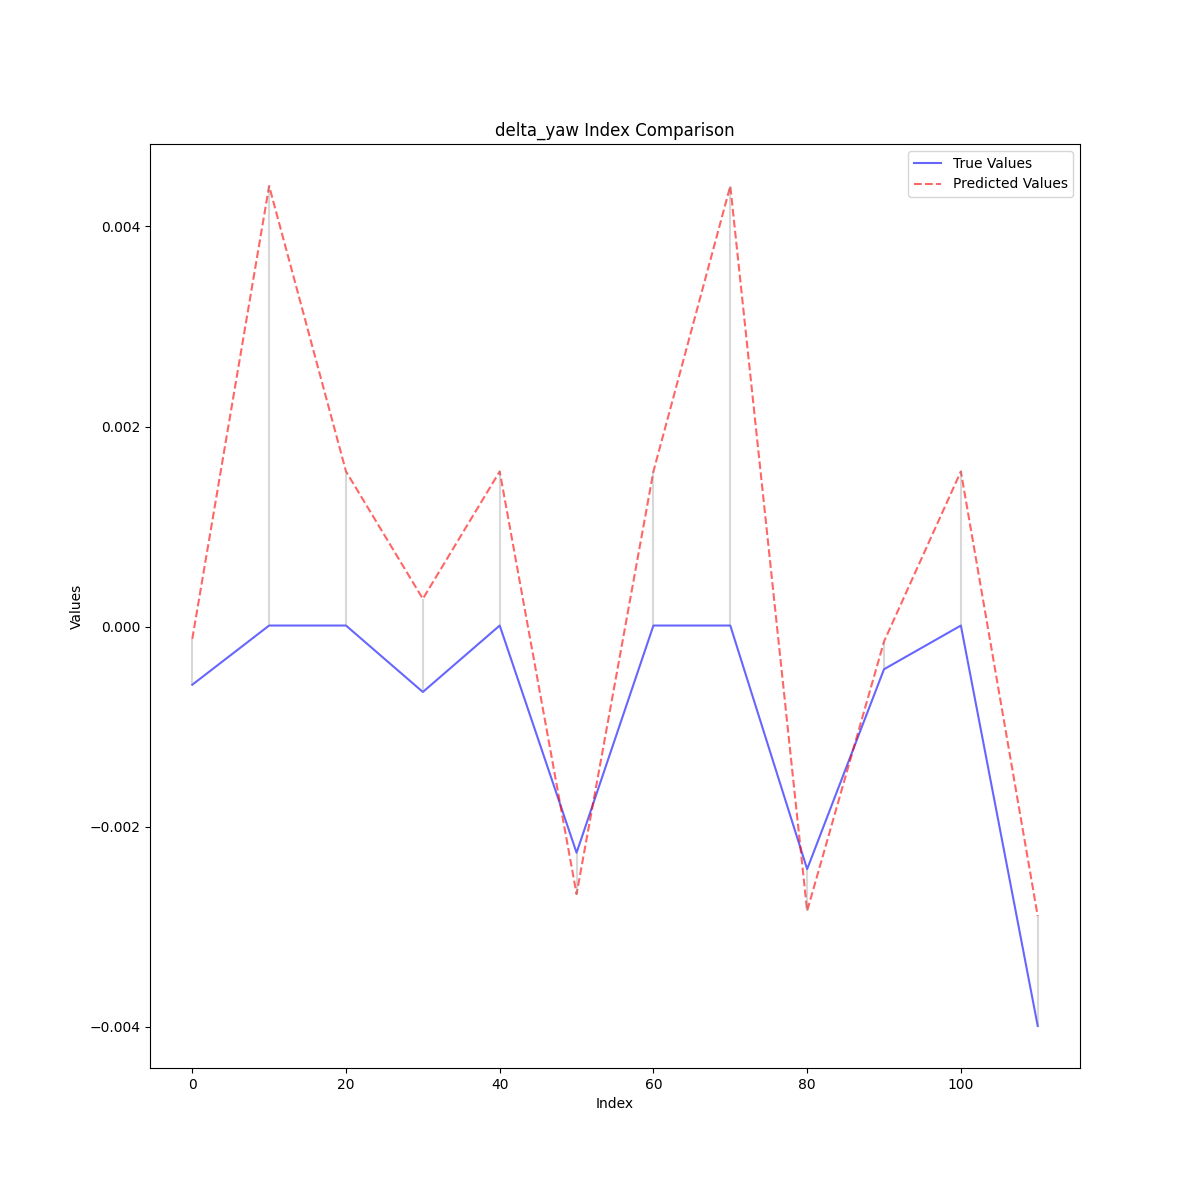 delta_yaw Index Comparison
True Values
Predicted Values
0.004
0.002
0.000
−0.002
−0.004
Values
0
20
40
60
80
100
Index